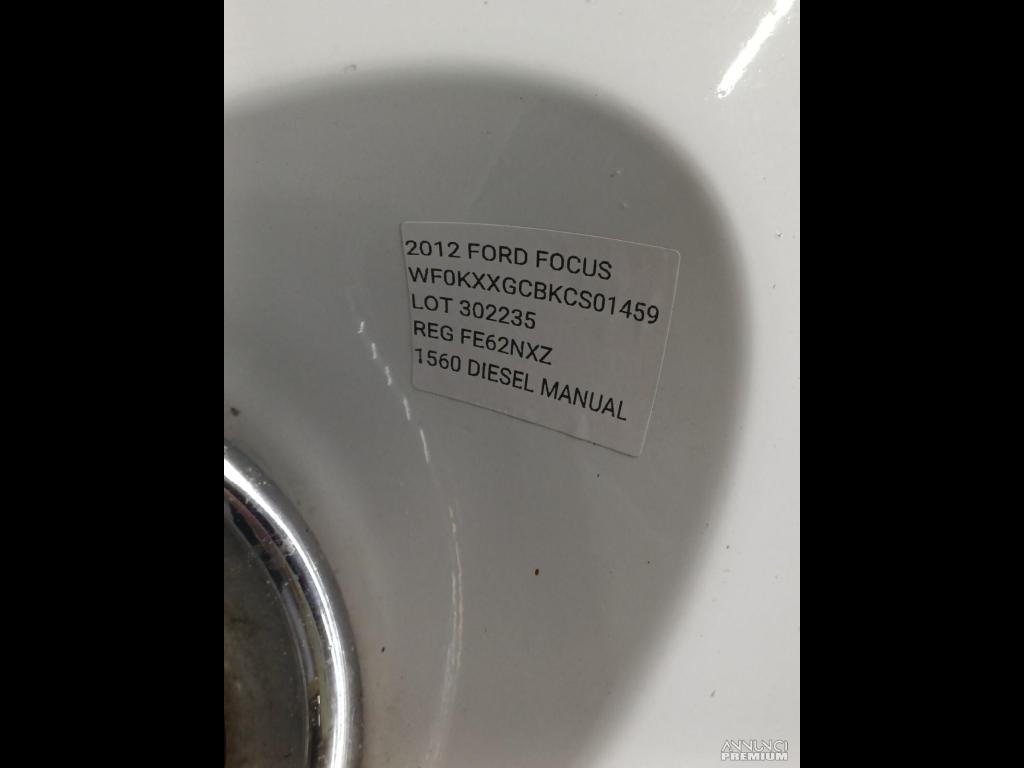 2012 FORD FOCUS
WF0KXXGCBKCS01459
LOT 302235
REG FE62NXZ
1560 DIESEL MANUAL
ANNUNCI
PREMIUM